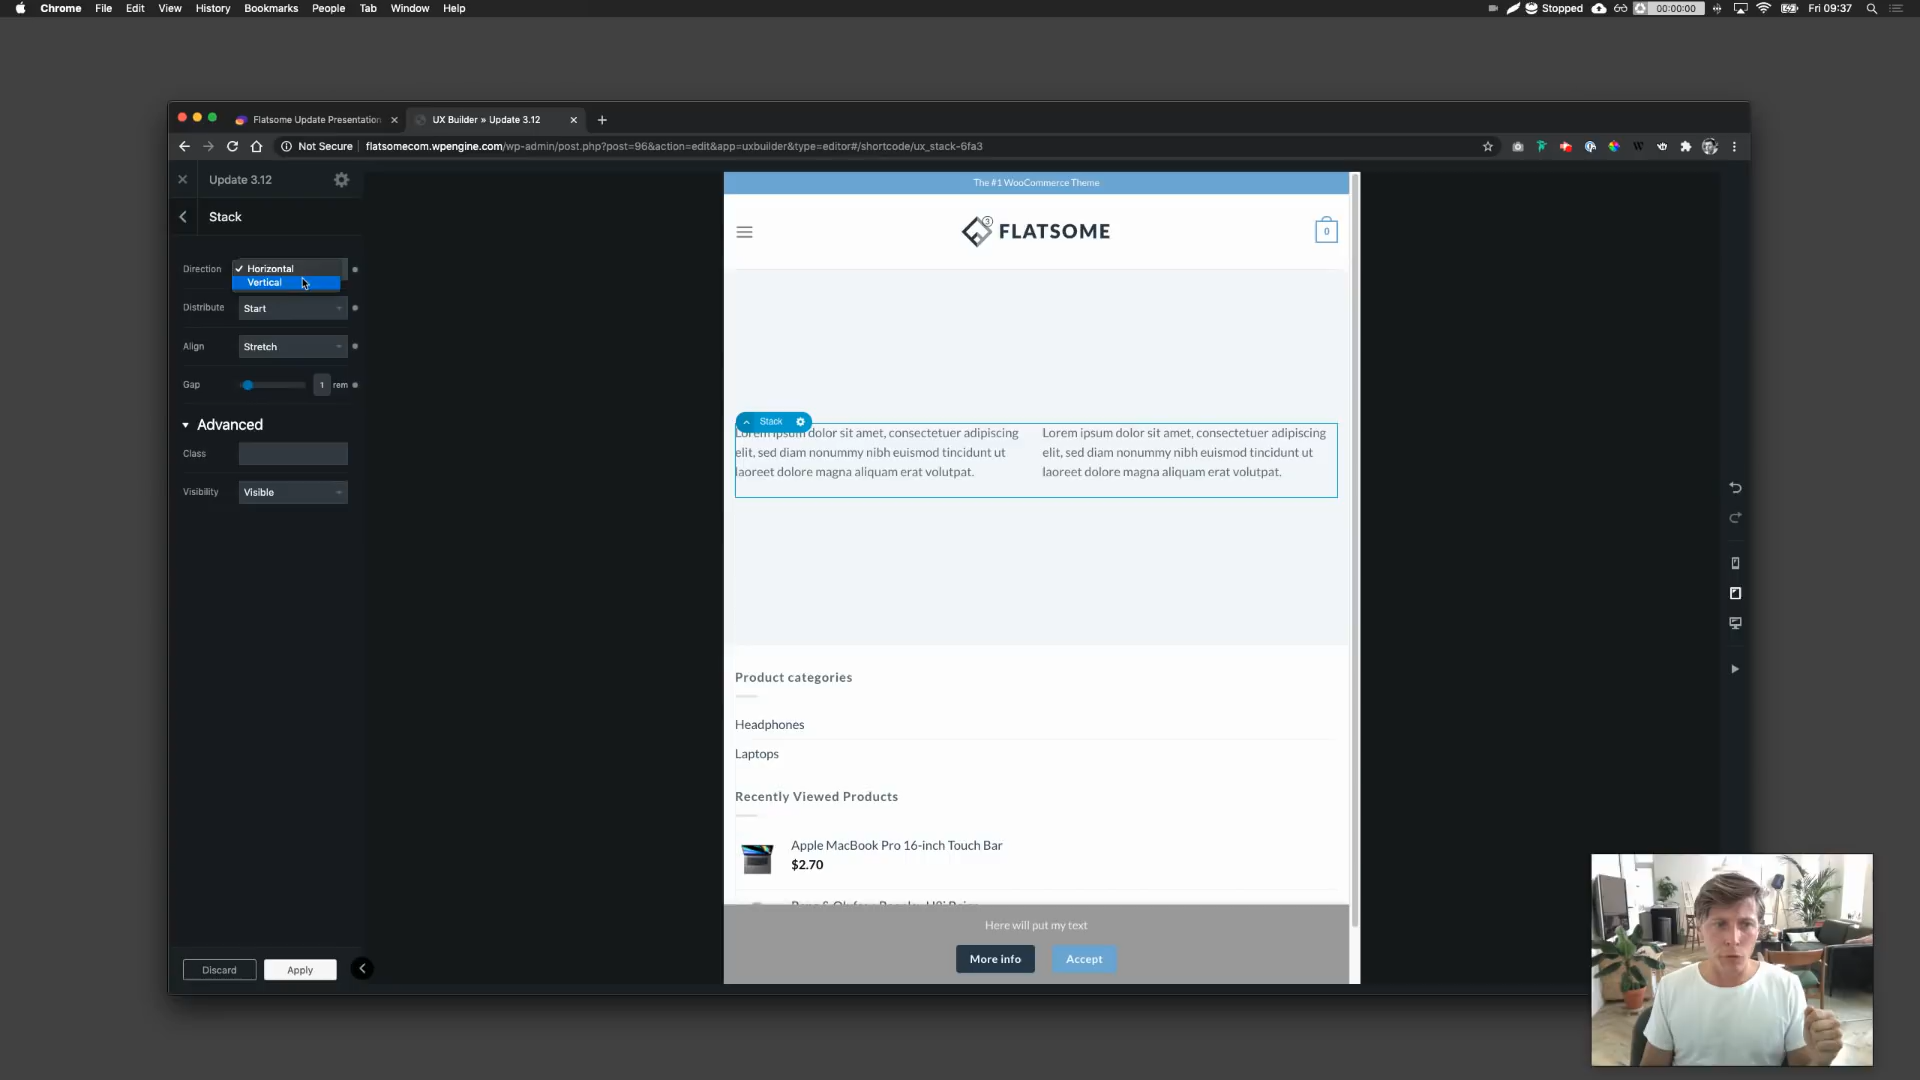 Chrome File Edit View History Bookmarks People Tab Window Help
Stopped 00:00:00 Fri 09:37
Flatsome Update Presentation
UX Builder » Update 3.12
Not Secure flatsomecom.wpengine.com/wp-admin/post.php?post=96&action=edit&app=uxbuilder&type=editor#/shortcode/ux_stack-6fa3
Update 3.12
Stack
Direction
✓ Horizontal
Vertical
Distribute Start
Align Stretch
Gap 1 rem
Advanced
Class
Visibility Visible
Discard Apply
The #1 WooCommerce Theme
3 FLATSOME
0
Stack
Lorem ipsum dolor sit amet, consectetuer adipiscing
elit, sed diam nonummy nibh euismod tincidunt ut
laoreet dolore magna aliquam erat volutpat.
Lorem ipsum dolor sit amet, consectetuer adipiscing
elit, sed diam nonummy nibh euismod tincidunt ut
laoreet dolore magna aliquam erat volutpat.
Product categories
Headphones
Laptops
Recently Viewed Products
Apple MacBook Pro 16-inch Touch Bar
$2.70
Here will put my text
More info Accept